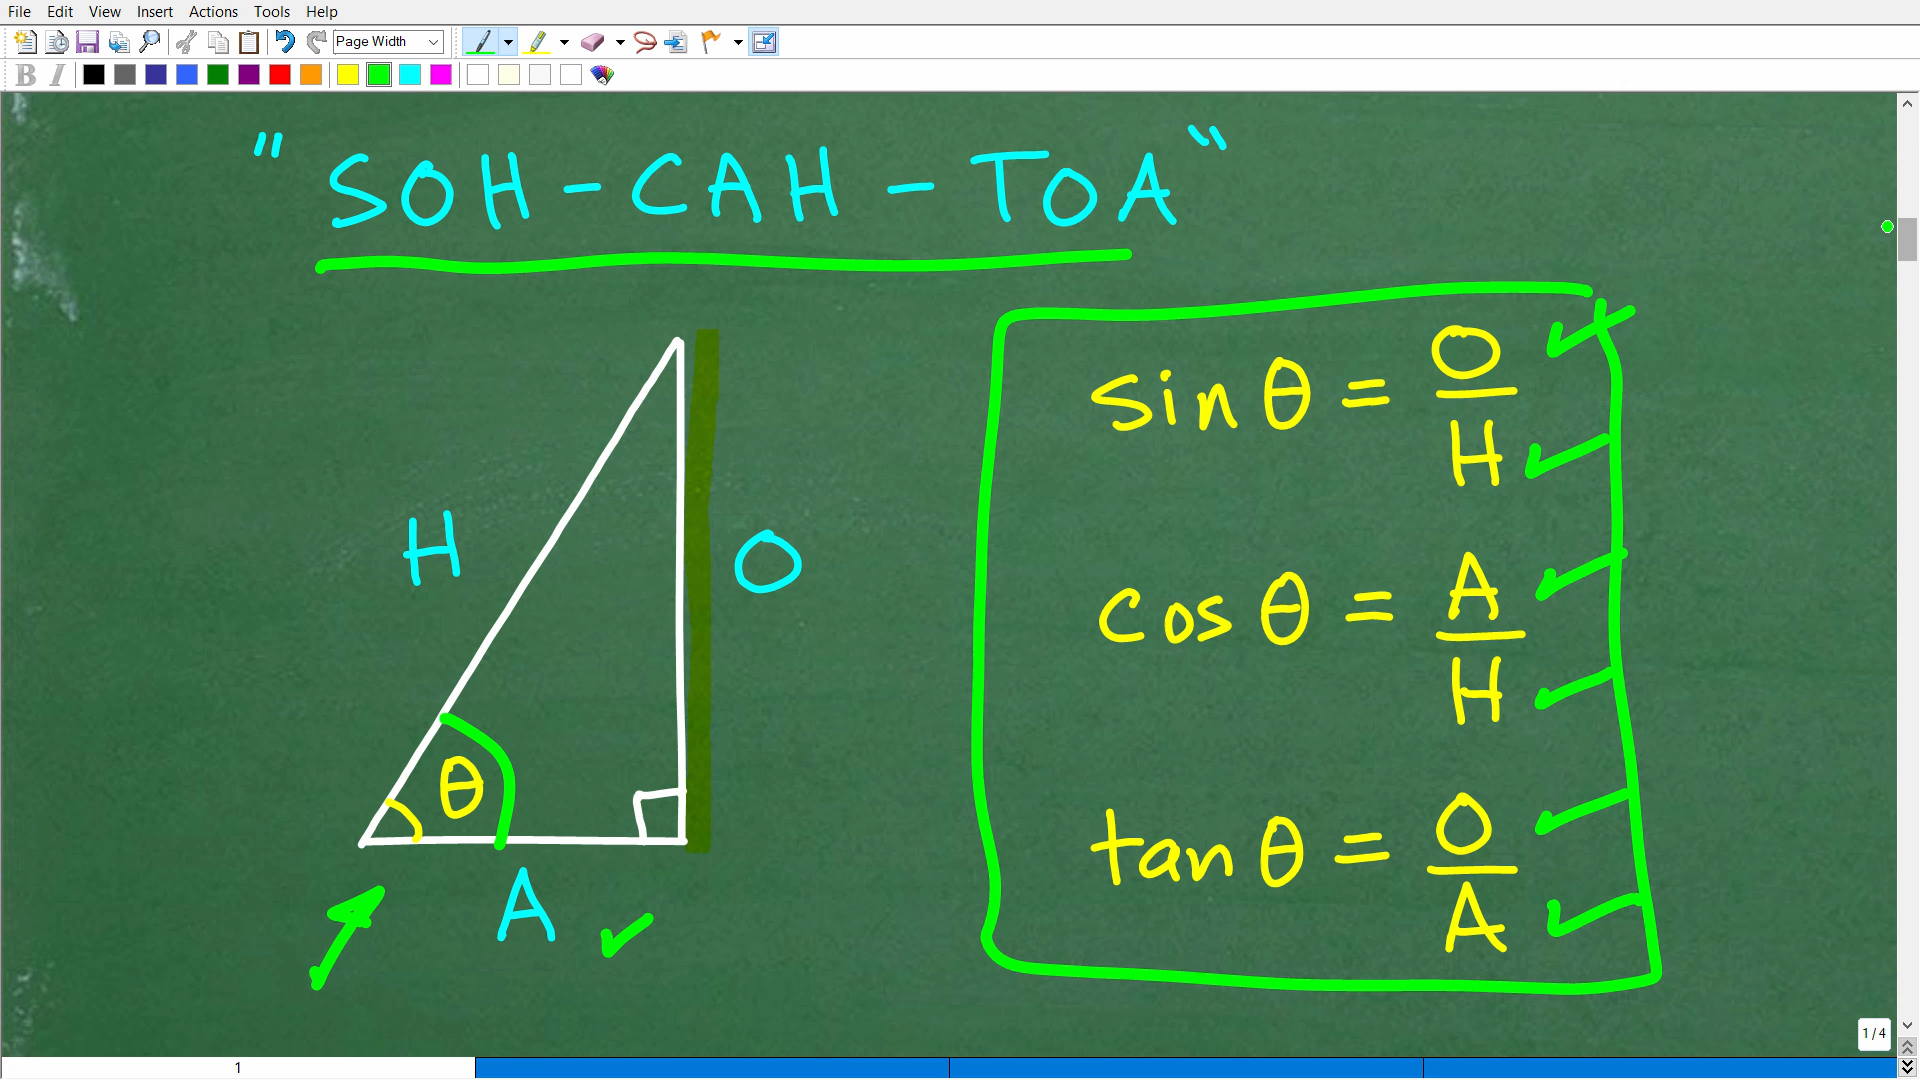 File Edit View Insert Actions Tools Help
Page Width
B I
" SOH - CAH - TOA "
sin θ = O/H
H
O
cos θ = A/H
θ
tan θ = O/A
A
1 / 4
1